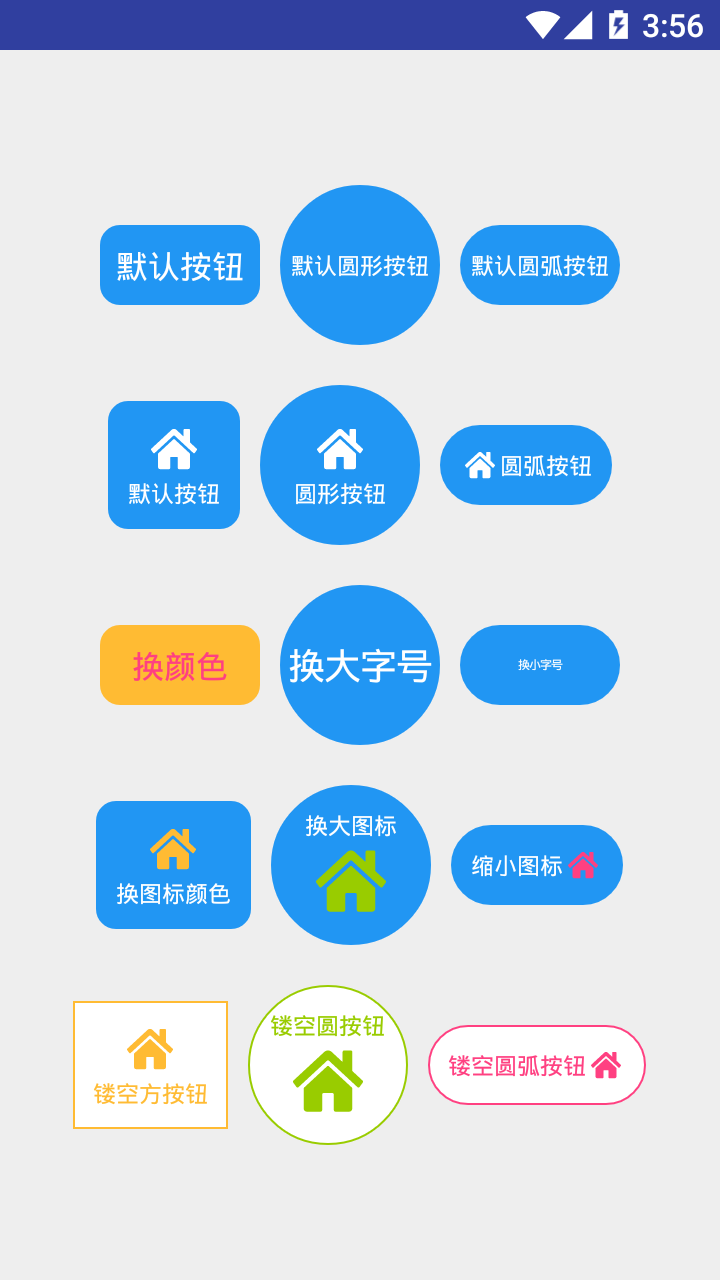 3:56
默认按钮
默认圆形按钮
默认圆弧按钮
默认按钮
圆形按钮
圆弧按钮
换颜色
换大字号
换小字号
换图标颜色
换大图标
缩小图标
镂空方按钮
镂空圆按钮
镂空圆弧按钮